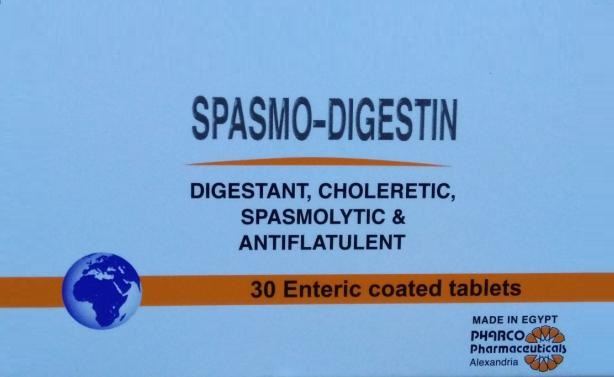 SPASMO-DIGESTIN
DIGESTANT, CHOLERETIC,
SPASMOLYTIC &
ANTIFLATULENT
30 Enteric coated tablets
MADE IN EGYPT
PHARCO
Pharmaceuticals
Alexandria